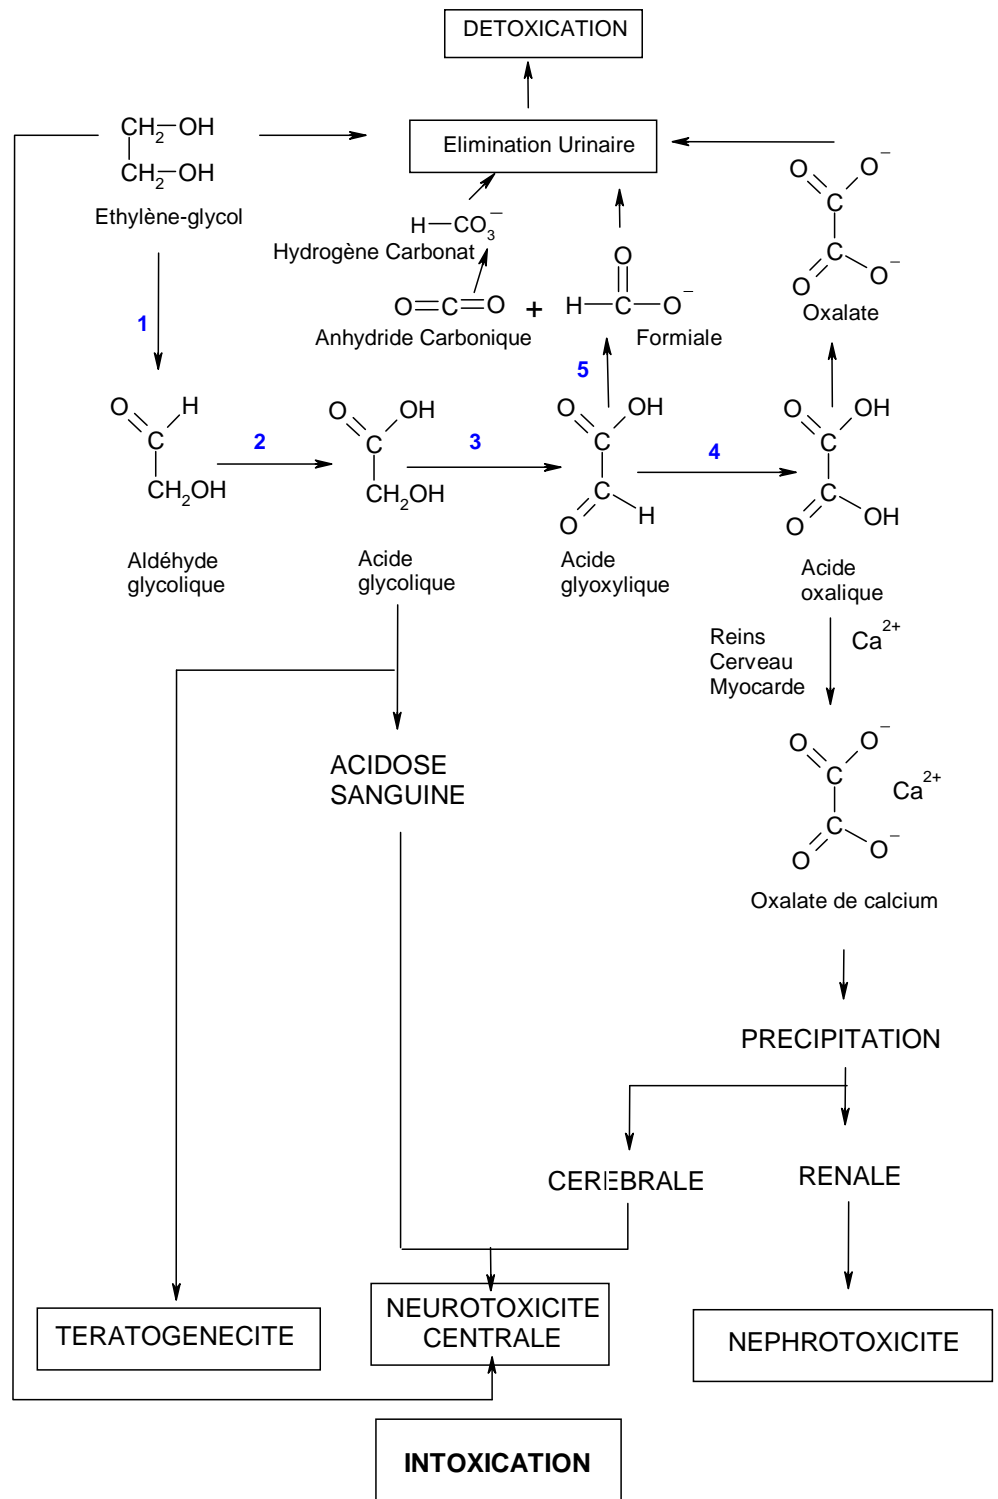 DETOXICATION
CH2–OH
CH2–OH
Ethylène-glycol
Elimination Urinaire
H–CO3–
Hydrogène Carbonat
O=C=O
+
Anhydride Carbonique
O
H–C–O–
Formiale
O O–
C
C
O O–
Oxalate
1
5
O H
C
CH2OH
Aldéhyde
glycolique
2
O OH
C
CH2OH
Acide
glycolique
3
O OH
C
C
O H
Acide
glyoxylique
4
O OH
C
C
O OH
Acide
oxalique
Reins
Cerveau
Myocarde
Ca2+
ACIDOSE
SANGUINE
O O–
C
C
O O–
Ca2+
Oxalate de calcium
PRECIPITATION
CEREBRALE
RENALE
TERATOGENECITE
NEUROTOXICITE
CENTRALE
NEPHROTOXICITE
INTOXICATION